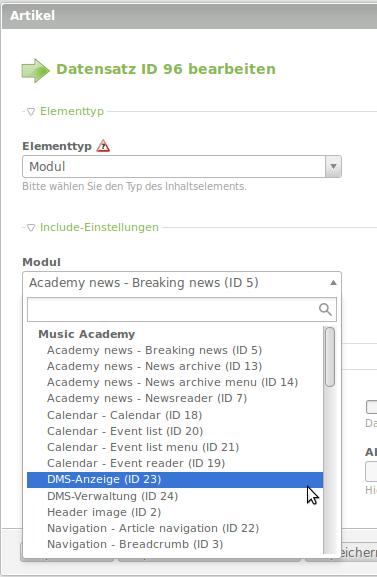 Artikel
Datensatz ID 96 bearbeiten
Elementtyp
Elementtyp
Modul
Bitte wählen Sie den Typ des Inhaltselements.
Include-Einstellungen
Modul
Academy news - Breaking news (ID 5)
Music Academy
Academy news - Breaking news (ID 5)
Academy news - News archive (ID 13)
Academy news - News archive menu (ID 14)
Academy news - Newsreader (ID 7)
Calendar - Calendar (ID 18)
Calendar - Event list (ID 20)
Calendar - Event list menu (ID 21)
Calendar - Event reader (ID 19)
DMS-Anzeige (ID 23)
DMS-Verwaltung (ID 24)
Header image (ID 2)
Navigation - Article navigation (ID 22)
Navigation - Breadcrumb (ID 3)